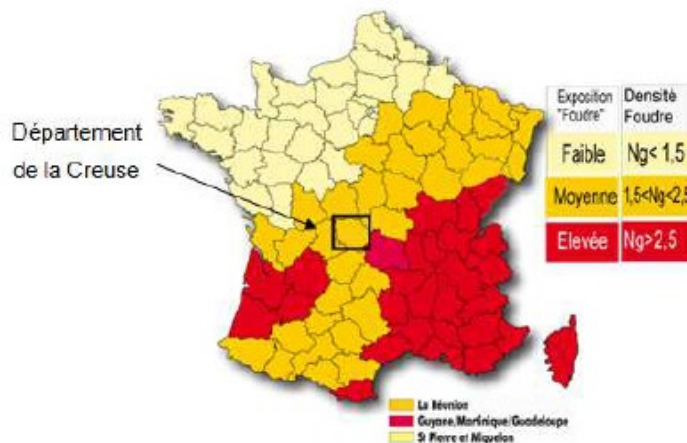 Département
de la Creuse
Exposition "Foudre" Densité Foudre
Faible Ng< 1,5
Moyenne 1,5<Ng<2,5
Elevée Ng>2,5
La Réunion
Guyane, Martinique/Guadeloupe
St Pierre et Miquelon